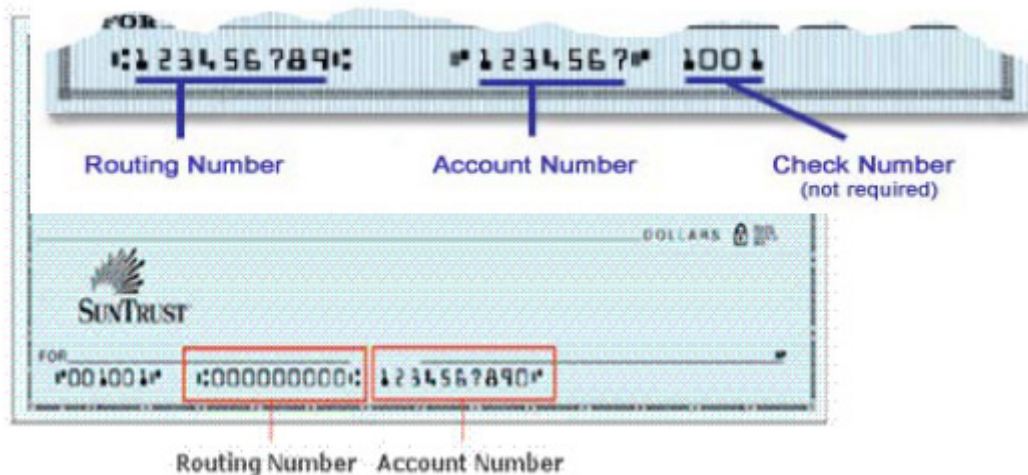 FOR
⑆123456789⑆ ⑈1234567⑈ 1001
Routing Number Account Number Check Number
(not required)
DOLLARS
SUNTRUST
FOR
⑈001001⑈ ⑆000000000⑆ 1234567890⑈
Routing Number Account Number